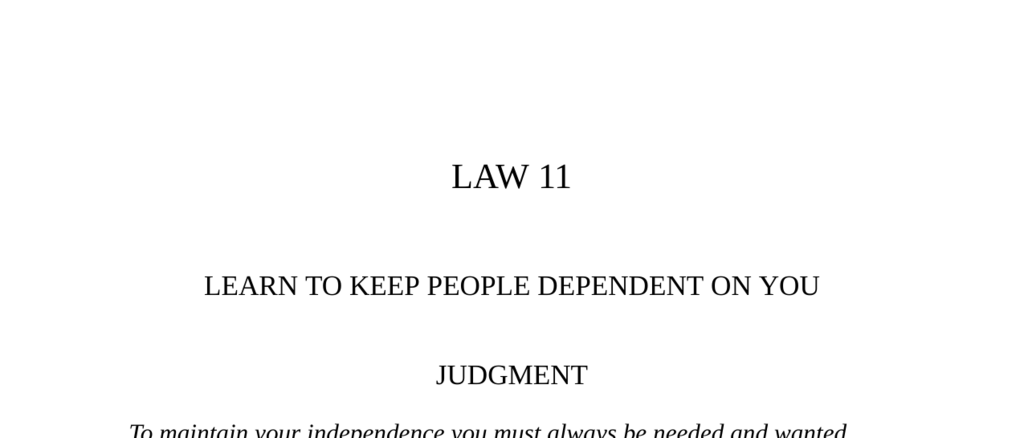 LAW 11
LEARN TO KEEP PEOPLE DEPENDENT ON YOU
JUDGMENT
To maintain your independence you must always be needed and wanted